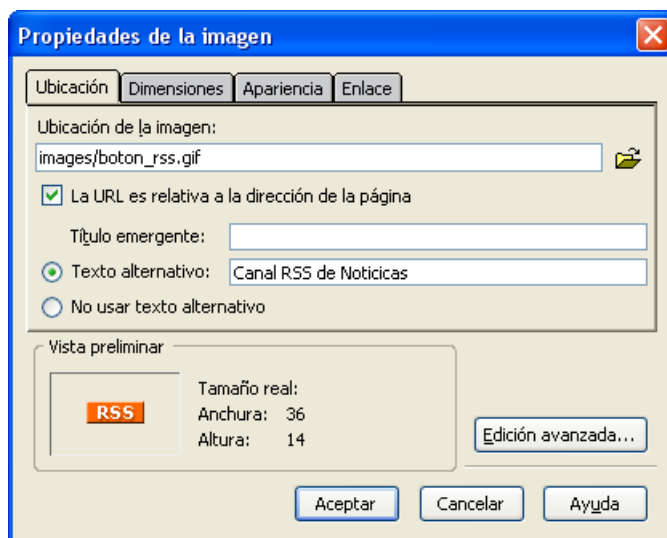 Propiedades de la imagen
Ubicación Dimensiones Apariencia Enlace
Ubicación de la imagen:
images/boton_rss.gif
La URL es relativa a la dirección de la página
Título emergente:
Texto alternativo: Canal RSS de Noticicas
No usar texto alternativo
Vista preliminar
RSS
Tamaño real:
Anchura: 36
Altura: 14
Edición avanzada...
Aceptar Cancelar Ayuda